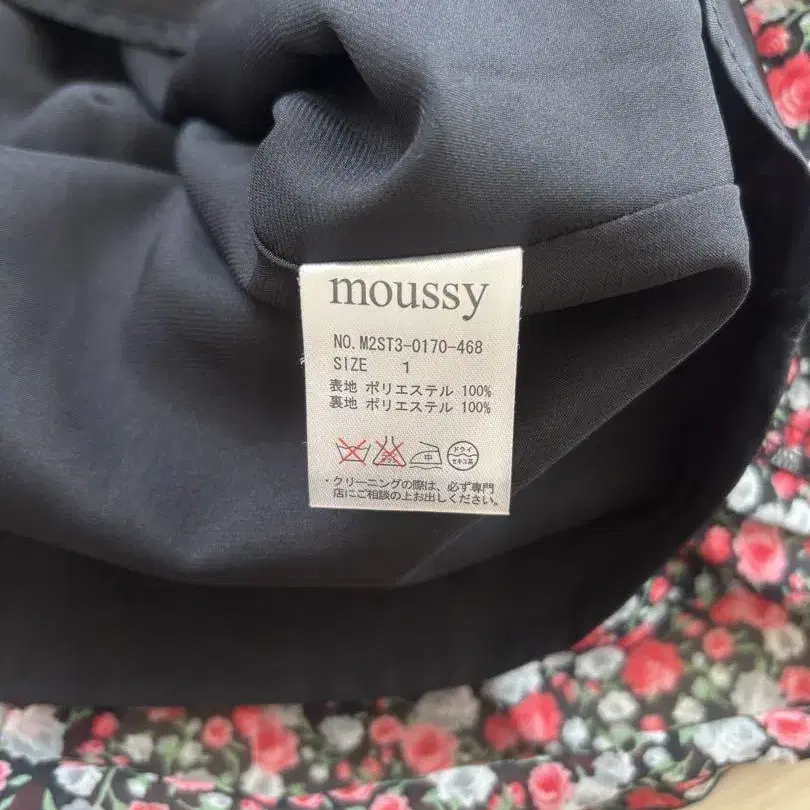 moussy
NO.M2ST3-0170-468
SIZE 1
表地 ポリエステル 100%
裏地 ポリエステル 100%
中
ドライ
セキユ系
・クリーニングの際は、必ず専門
店にご相談の上お出しください。